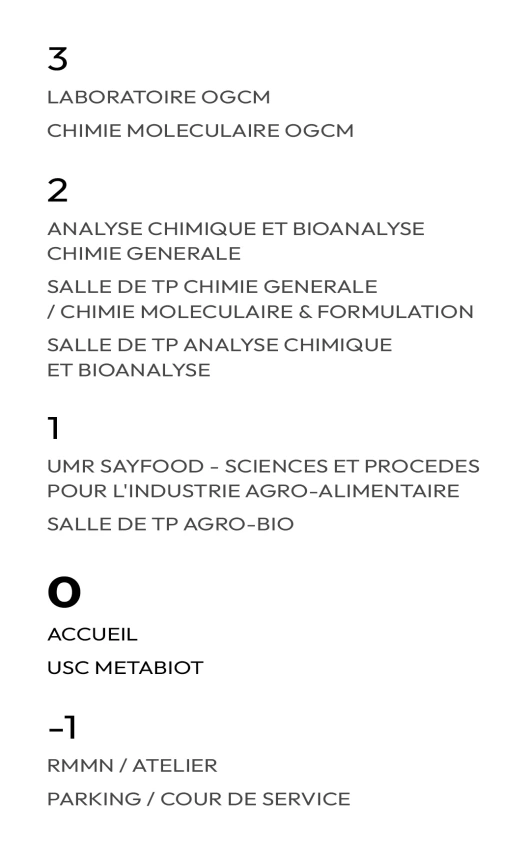 3
LABORATOIRE OGCM
CHIMIE MOLECULAIRE OGCM
2
ANALYSE CHIMIQUE ET BIOANALYSE
CHIMIE GENERALE
SALLE DE TP CHIMIE GENERALE
/ CHIMIE MOLECULAIRE & FORMULATION
SALLE DE TP ANALYSE CHIMIQUE
ET BIOANALYSE
1
UMR SAYFOOD - SCIENCES ET PROCEDES
POUR L'INDUSTRIE AGRO-ALIMENTAIRE
SALLE DE TP AGRO-BIO
0
ACCUEIL
USC METABIOT
-1
RMMN / ATELIER
PARKING / COUR DE SERVICE